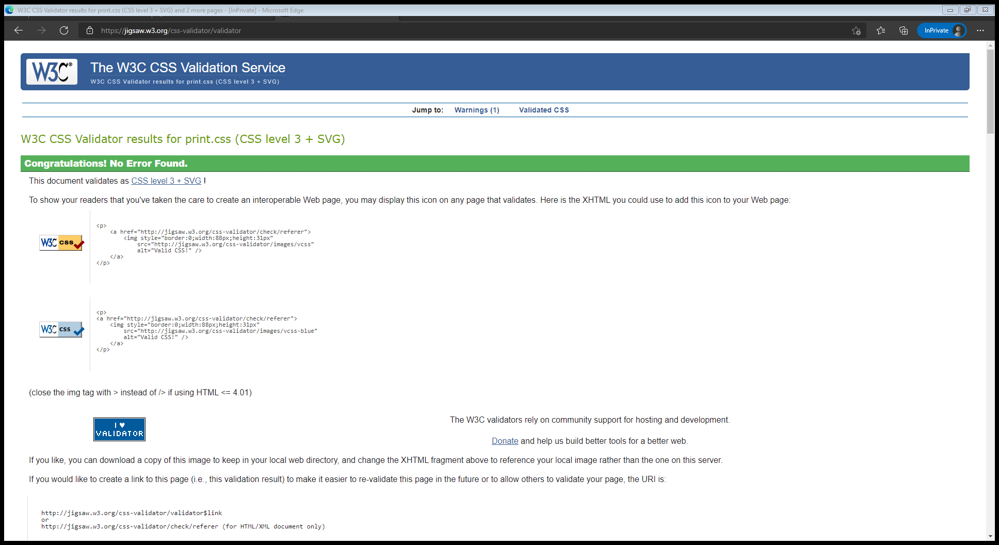 W3C CSS Validator results for print.css (CSS level 3 + SVG) and 2 more pages - [InPrivate] - Microsoft Edge
https://jigsaw.w3.org/css-validator/validator
InPrivate
W3C®
The W3C CSS Validation Service
W3C CSS Validator results for print.css (CSS level 3 + SVG)
Jump to: Warnings (1) Validated CSS
W3C CSS Validator results for print.css (CSS level 3 + SVG)
Congratulations! No Error Found.
This document validates as CSS level 3 + SVG !
To show your readers that you've taken the care to create an interoperable Web page, you may display this icon on any page that validates. Here is the XHTML you could use to add this icon to your Web page:
W3C css
<p>
<a href="http://jigsaw.w3.org/css-validator/check/referer">
<img style="border:0;width:88px;height:31px"
src="http://jigsaw.w3.org/css-validator/images/vcss"
alt="Valid CSS!" />
</a>
</p>
W3C css
<p>
<a href="http://jigsaw.w3.org/css-validator/check/referer">
<img style="border:0;width:88px;height:31px"
src="http://jigsaw.w3.org/css-validator/images/vcss-blue"
alt="Valid CSS!" />
</a>
</p>
(close the img tag with > instead of /> if using HTML <= 4.01)
I ♥
VALIDATOR
The W3C validators rely on community support for hosting and development.
Donate and help us build better tools for a better web.
If you like, you can download a copy of this image to keep in your local web directory, and change the XHTML fragment above to reference your local image rather than the one on this server.
If you would like to create a link to this page (i.e., this validation result) to make it easier to re-validate this page in the future or to allow others to validate your page, the URI is:
http://jigsaw.w3.org/css-validator/validator$link
or
http://jigsaw.w3.org/css-validator/check/referer (for HTML/XML document only)